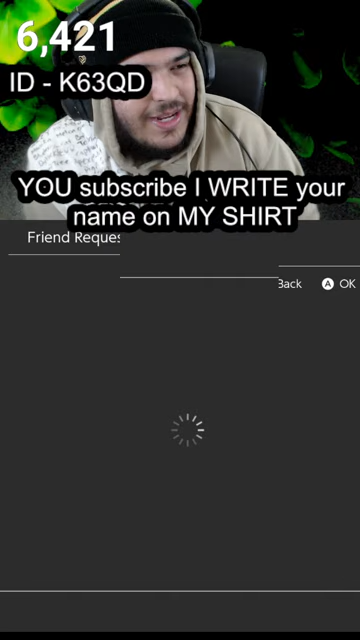 6,421
ID - K63QD
YOU subscribe I WRITE your
name on MY SHIRT
Friend Reques
Back
A OK